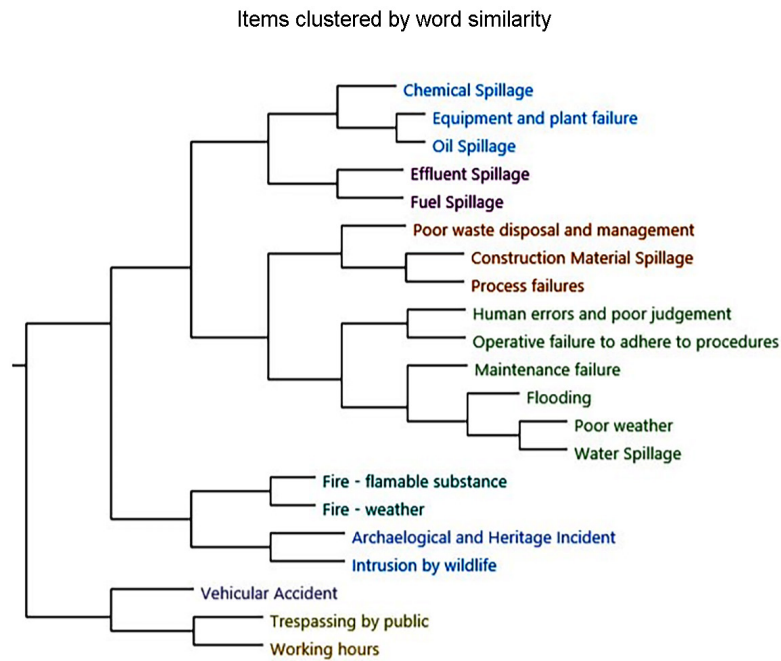 Items clustered by word similarity
Chemical Spillage
Equipment and plant failure
Oil Spillage
Effluent Spillage
Fuel Spillage
Poor waste disposal and management
Construction Material Spillage
Process failures
Human errors and poor judgement
Operative failure to adhere to procedures
Maintenance failure
Flooding
Poor weather
Water Spillage
Fire - flamable substance
Fire - weather
Archaelogical and Heritage Incident
Intrusion by wildlife
Vehicular Accident
Trespassing by public
Working hours